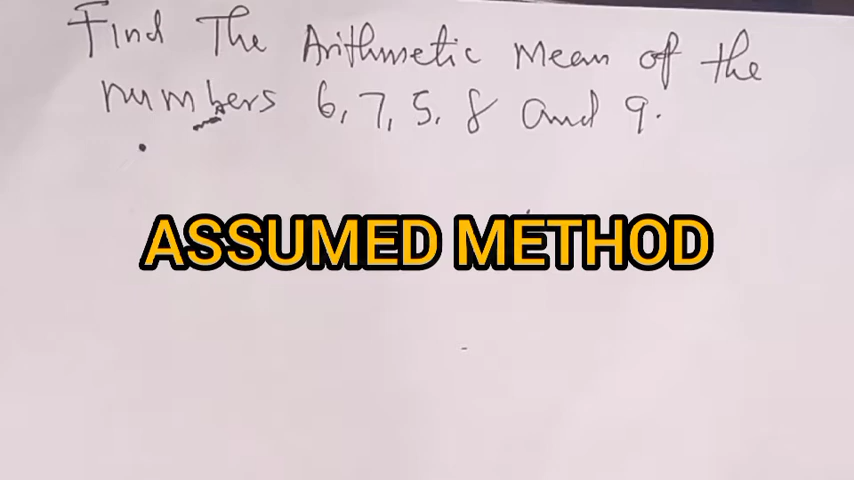 Find The Arithmetic Mean of the
numbers 6, 7, 5, 8 and 9.
ASSUMED METHOD